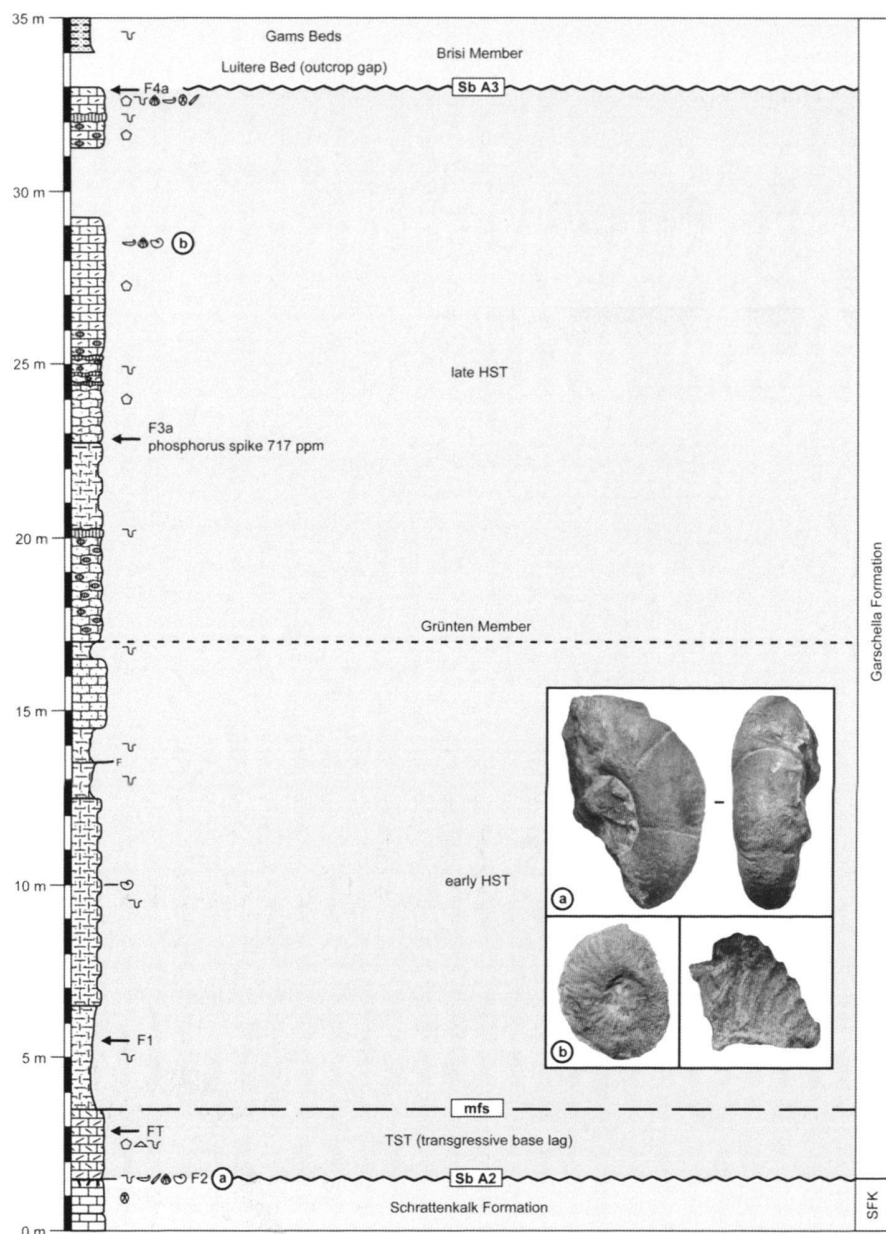 35 m
Gams Beds
Brisi Member
Luitere Bed (outcrop gap)
F4a
Sb A3
30 m
b
25 m
late HST
F3a
phosphorus spike 717 ppm
20 m
Grünten Member
Garschella Formation
15 m
F
10 m
early HST
a
b
F1
5 m
mfs
FT
TST (transgressive base lag)
F2 a
Sb A2
Schrattenkalk Formation
SFK
0 m